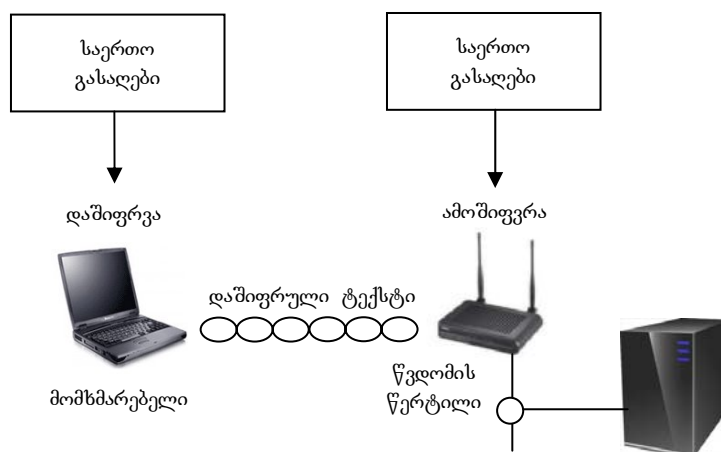 საერთო
გასაღები
საერთო
გასაღები
დაშიფრვა
ამოშიფვრა
დაშიფრული ტექსტი
მომხმარებელი
წვდომის
წერტილი